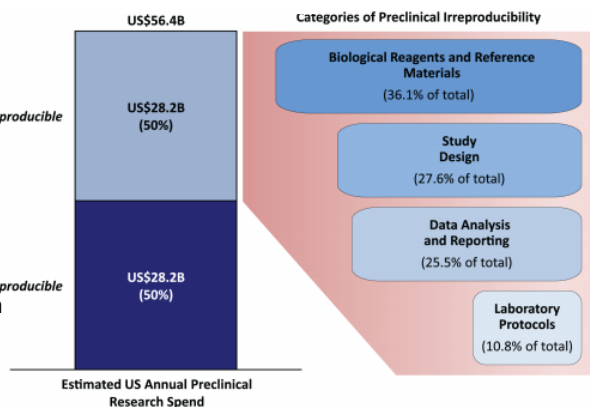 US$56.4B
Categories of Preclinical Irreproducibility
US$28.2B
(50%)
producible
US$28.2B
(50%)
producible
Estimated US Annual Preclinical
Research Spend
Biological Reagents and Reference
Materials
(36.1% of total)
Study
Design
(27.6% of total)
Data Analysis
and Reporting
(25.5% of total)
Laboratory
Protocols
(10.8% of total)